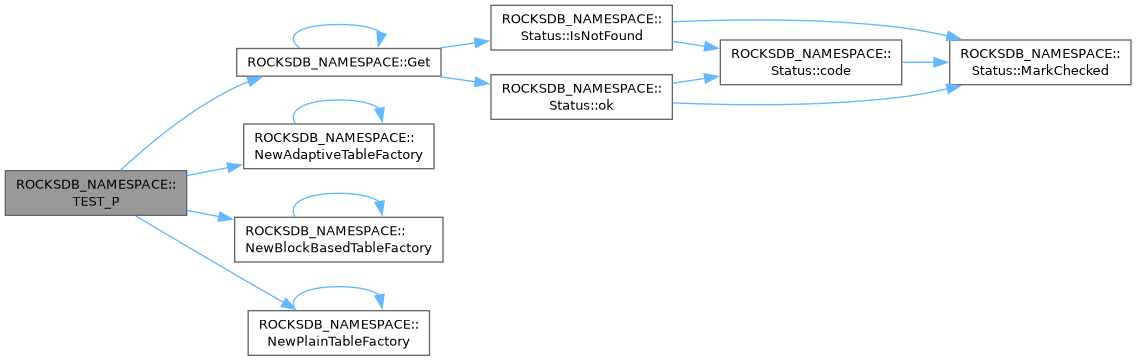 ROCKSDB_NAMESPACE::
TEST_P
ROCKSDB_NAMESPACE::Get
ROCKSDB_NAMESPACE::
NewAdaptiveTableFactory
ROCKSDB_NAMESPACE::
NewBlockBasedTableFactory
ROCKSDB_NAMESPACE::
NewPlainTableFactory
ROCKSDB_NAMESPACE::
Status::IsNotFound
ROCKSDB_NAMESPACE::
Status::ok
ROCKSDB_NAMESPACE::
Status::code
ROCKSDB_NAMESPACE::
Status::MarkChecked